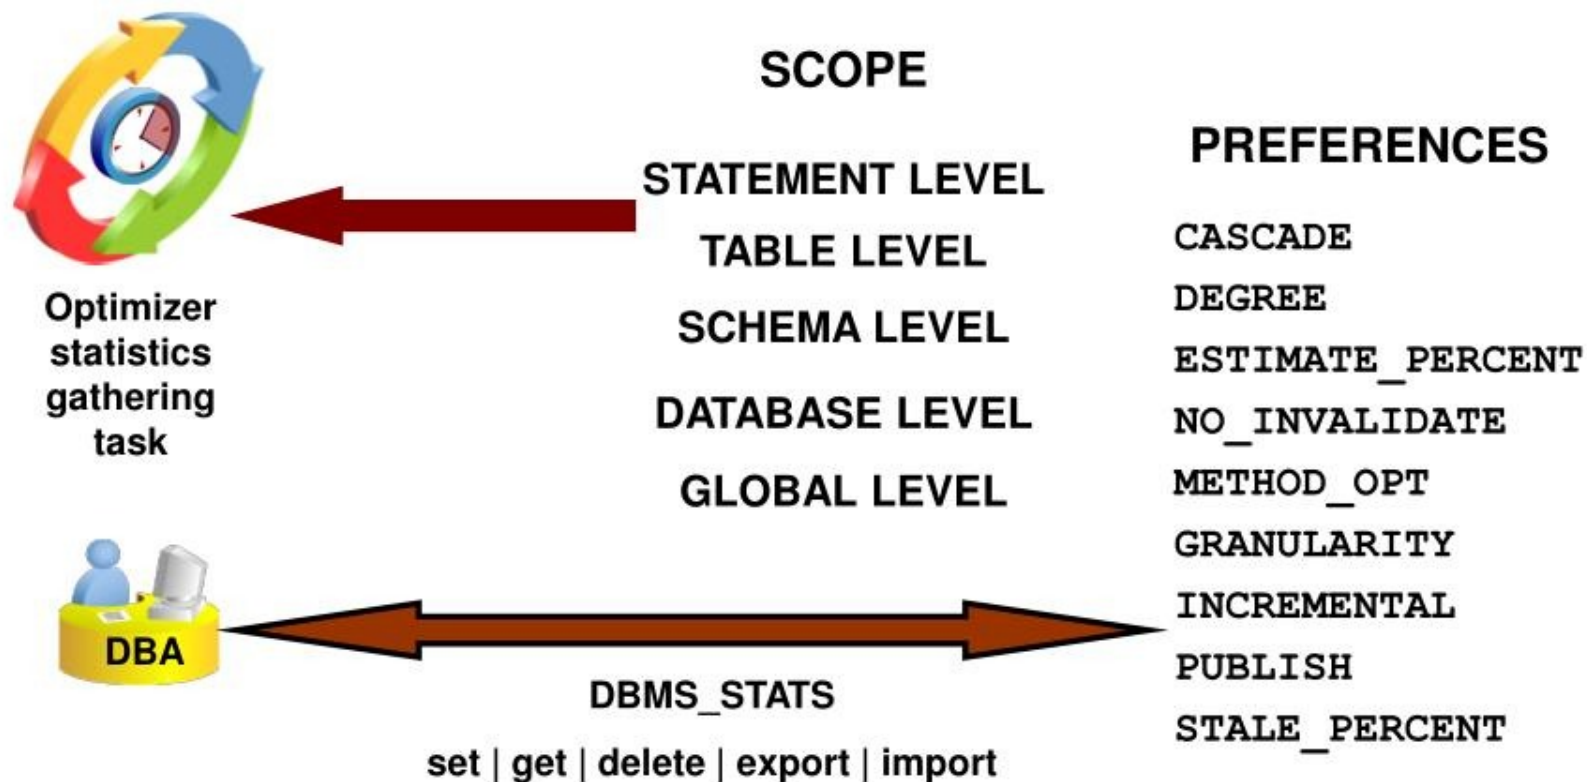 SCOPE
STATEMENT LEVEL
TABLE LEVEL
SCHEMA LEVEL
DATABASE LEVEL
GLOBAL LEVEL
PREFERENCES
CASCADE
DEGREE
ESTIMATE_PERCENT
NO_INVALIDATE
METHOD_OPT
GRANULARITY
INCREMENTAL
PUBLISH
STALE_PERCENT
Optimizer
statistics
gathering
task
DBA
DBMS_STATS
set | get | delete | export | import